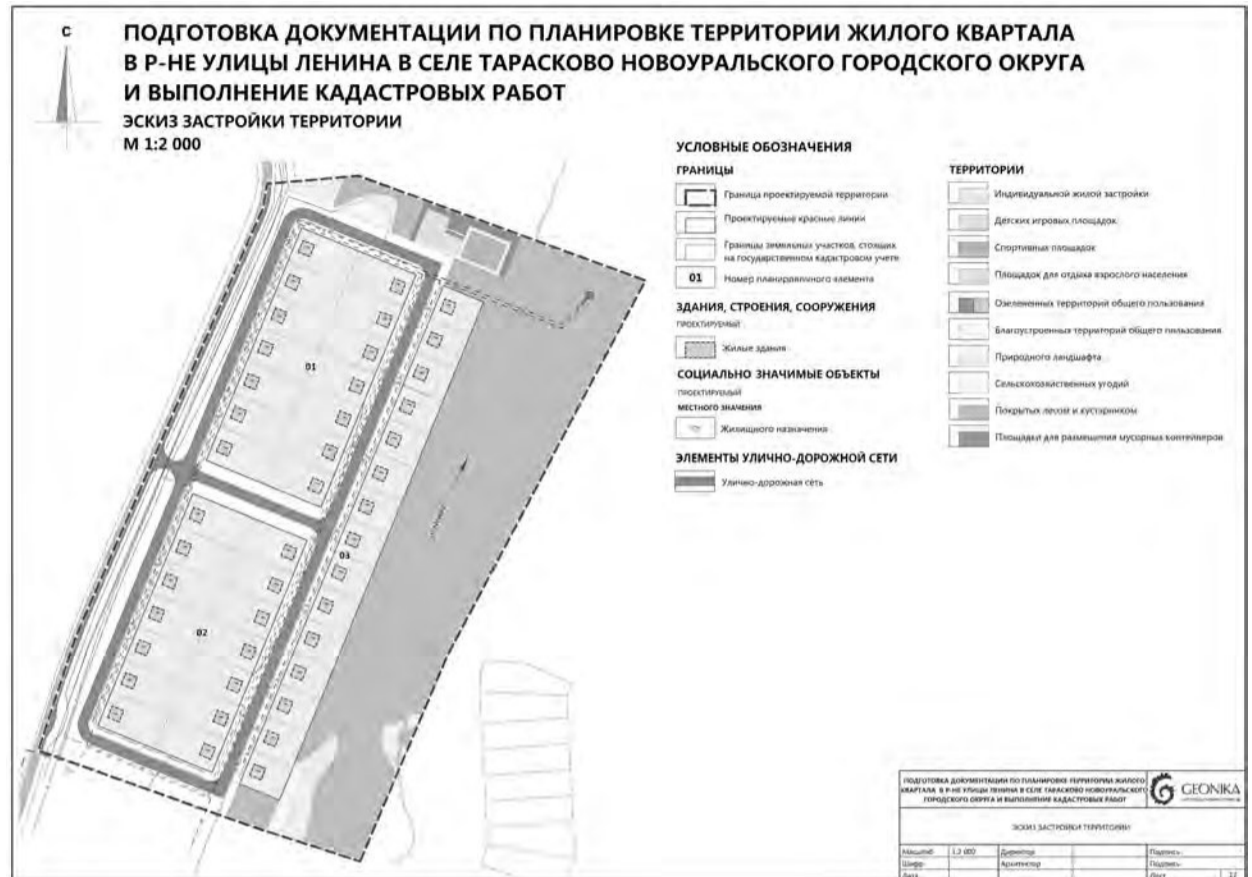 С
ПОДГОТОВКА ДОКУМЕНТАЦИИ ПО ПЛАНИРОВКЕ ТЕРРИТОРИИ ЖИЛОГО КВАРТАЛА
В Р-НЕ УЛИЦЫ ЛЕНИНА В СЕЛЕ ТАРАСКОВО НОВОУРАЛЬСКОГО ГОРОДСКОГО ОКРУГА
И ВЫПОЛНЕНИЕ КАДАСТРОВЫХ РАБОТ
ЭСКИЗ ЗАСТРОЙКИ ТЕРРИТОРИИ
М 1:2 000
01
02
03
УСЛОВНЫЕ ОБОЗНАЧЕНИЯ
ГРАНИЦЫ
Граница проектируемой территории
Проектируемые красные линии
Границы земельных участков, стоящих
на государственном кадастровом учете
01 Номер планировочного элемента
ЗДАНИЯ, СТРОЕНИЯ, СООРУЖЕНИЯ
ПРОЕКТИРУЕМЫЙ
Жилые здания
СОЦИАЛЬНО ЗНАЧИМЫЕ ОБЪЕКТЫ
ПРОЕКТИРУЕМЫЙ
МЕСТНОГО ЗНАЧЕНИЯ
Жилищного назначения
ЭЛЕМЕНТЫ УЛИЧНО-ДОРОЖНОЙ СЕТИ
Улично-дорожная сеть
ТЕРРИТОРИИ
Индивидуальной жилой застройки
Детских игровых площадок
Спортивных площадок
Площадок для отдыха взрослого населения
Озелененных территорий общего пользования
Благоустроенных территорий общего пользования
Природного ландшафта
Сельскохозяйственных угодий
Покрытых лесом и кустарником
Площадки для размещения мусорных контейнеров
ПОДГОТОВКА ДОКУМЕНТАЦИИ ПО ПЛАНИРОВКЕ ТЕРРИТОРИИ ЖИЛОГО
КВАРТАЛА В Р-НЕ УЛИЦЫ ЛЕНИНА В СЕЛЕ ТАРАСКОВО НОВОУРАЛЬСКОГО
ГОРОДСКОГО ОКРУГА И ВЫПОЛНЕНИЕ КАДАСТРОВЫХ РАБОТ
GEONIKA
ЭСКИЗ ЗАСТРОЙКИ ТЕРРИТОРИИ
Масштаб 1:2 000 Директор Подпись
Шифр Архитектор Подпись
Дата Лист 22